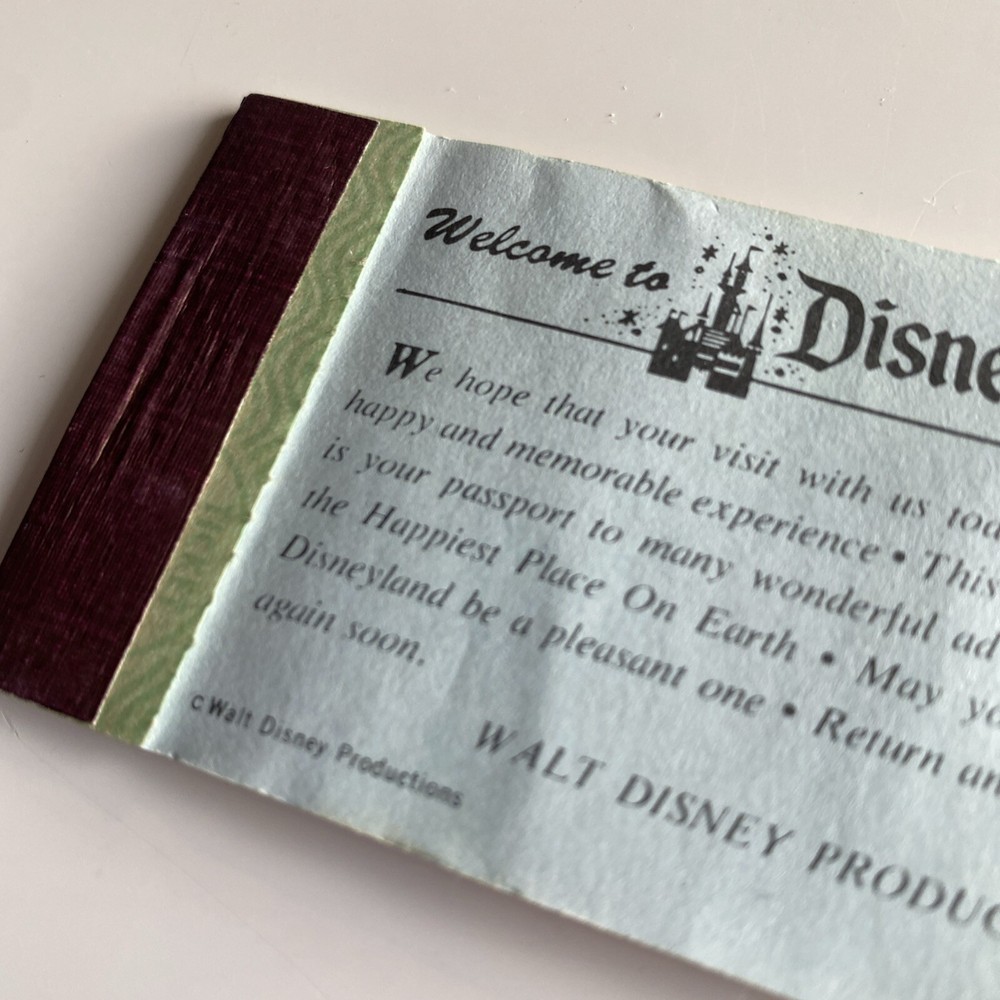 Welcome to Disne
We hope that your visit with us tod
happy and memorable experience • This
is your passport to many wonderful ad
the Happiest Place On Earth • May yo
Disneyland be a pleasant one • Return an
again soon.
WALT DISNEY PRODUC
c Walt Disney Productions